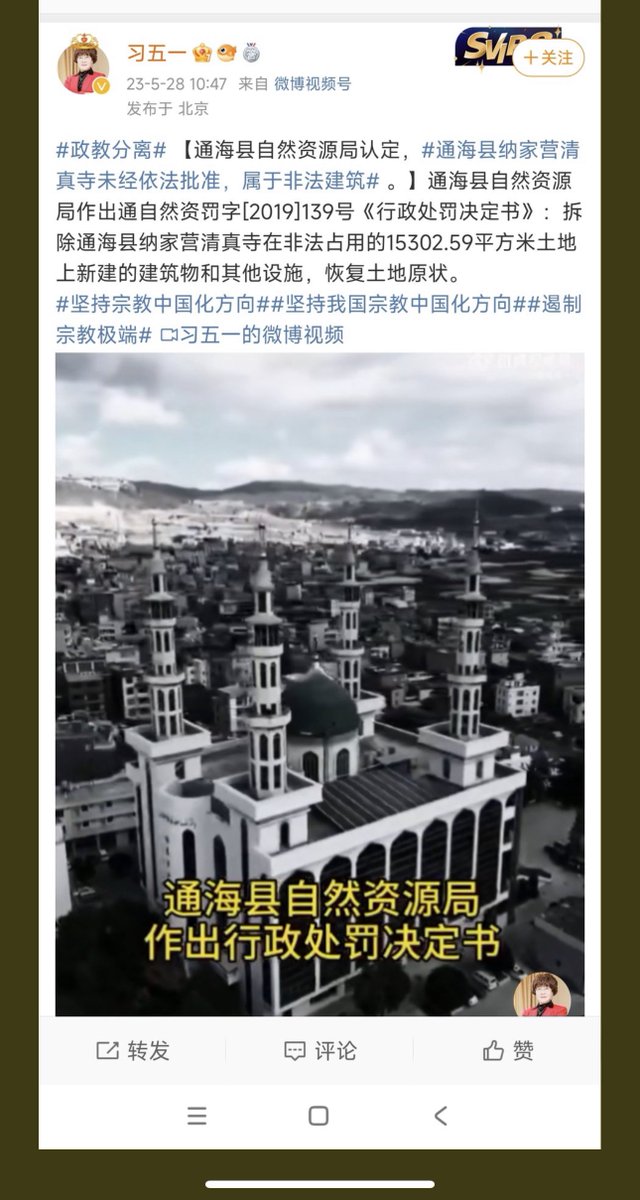 习五一
SVIP8
+关注
23-5-28 10:47 来自 微博视频号
发布于 北京
#政教分离# 【通海县自然资源局认定，#通海县纳家营清
真寺未经依法批准，属于非法建筑# 。】通海县自然资源
局作出通自然资罚字[2019]139号《行政处罚决定书》：拆
除通海县纳家营清真寺在非法占用的15302.59平方米土地
上新建的建筑物和其他设施，恢复土地原状。
#坚持宗教中国化方向##坚持我国宗教中国化方向##遏制
宗教极端# 习五一的微博视频
通海县自然资源局
作出行政处罚决定书
转发
评论
赞